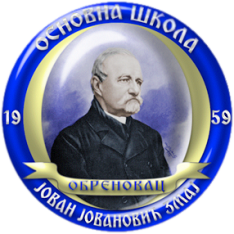 ОСНОВНА ШКОЛА
19 59
ОБРЕНОВАЦ
ЈОВАН ЈОВАНОВИЋ ЗМАЈ